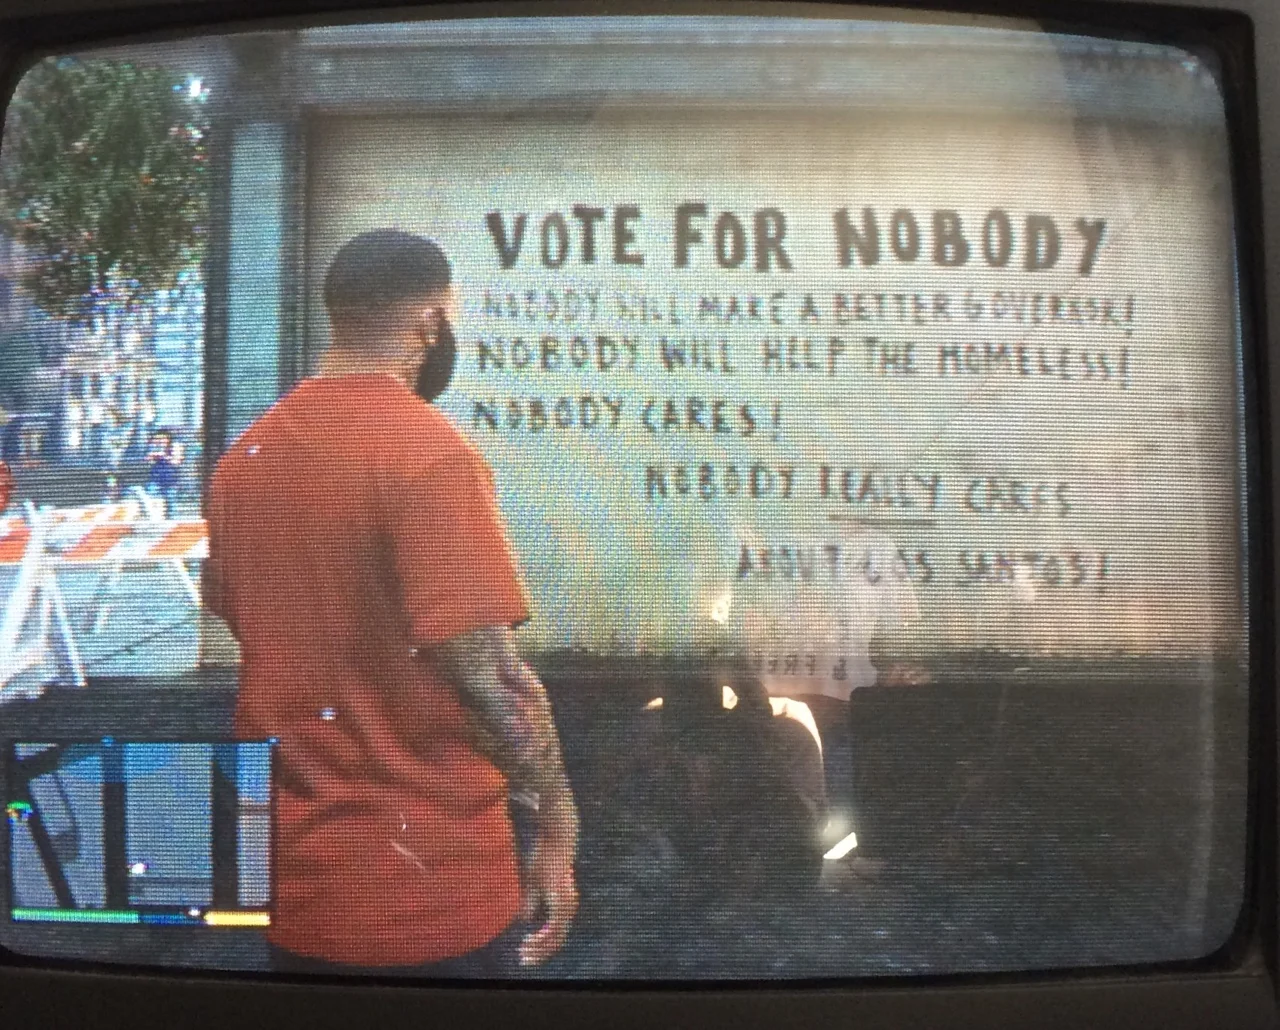 VOTE FOR NOBODY
NOBODY WILL MAKE A BETTER GOVERNOR!
NOBODY WILL HELP THE HOMELESS!
NOBODY CARES!
NOBODY REALLY CARES
ABOUT LOS SANTOS!